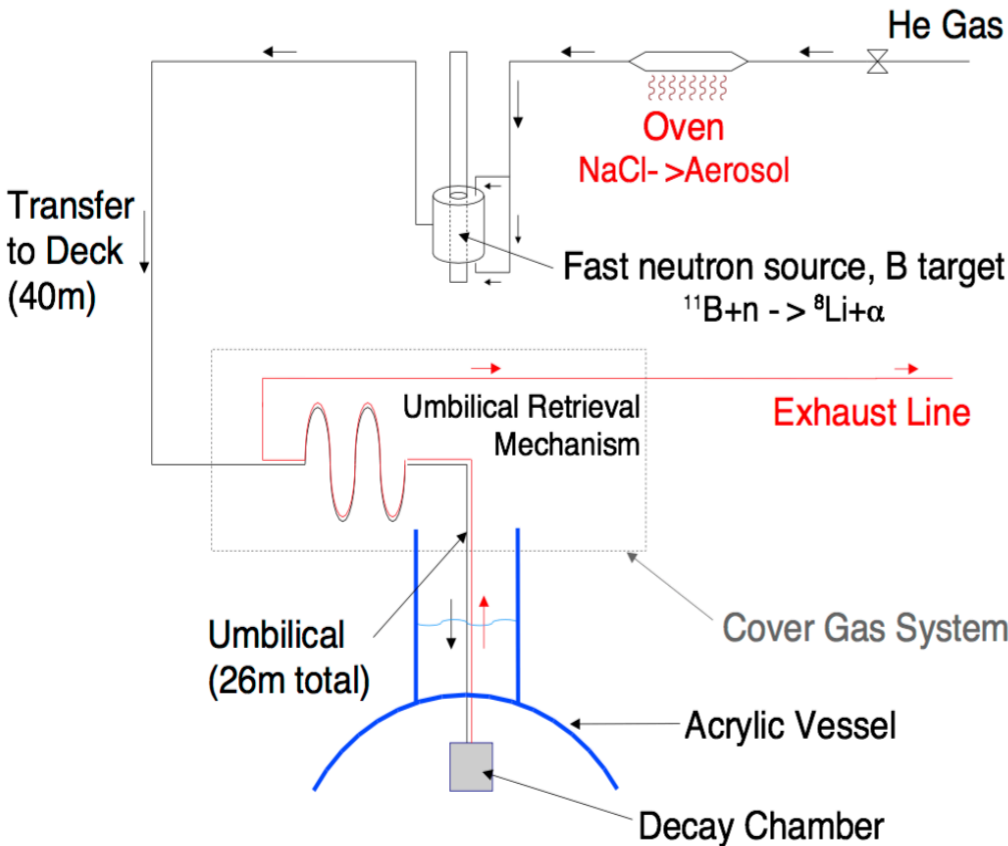 He Gas
Oven
NaCl- >Aerosol
Transfer
to Deck
(40m)
Fast neutron source, B target
¹¹B+n - > ⁸Li+α
Umbilical Retrieval
Mechanism
Exhaust Line
Umbilical
(26m total)
Cover Gas System
Acrylic Vessel
Decay Chamber